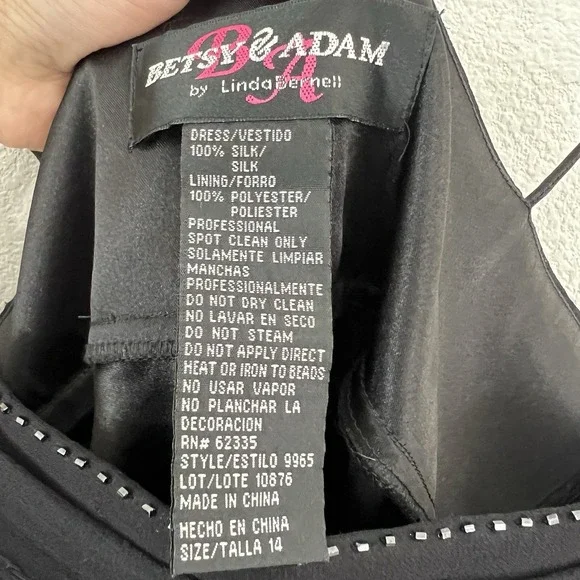 BETSY & ADAM
BA
by Linda Bernell
DRESS/VESTIDO
100% SILK/
SILK
LINING/FORRO
100% POLYESTER/
POLIESTER
PROFESSIONAL
SPOT CLEAN ONLY
SOLAMENTE LIMPIAR
MANCHAS
PROFESIONALMENTE
DO NOT DRY CLEAN
NO LAVAR EN SECO
DO NOT STEAM
DO NOT APPLY DIRECT
HEAT OR IRON TO BEADS
NO USAR VAPOR
NO PLANCHAR LA
DECORACION
RN# 62335
STYLE/ESTILO 9965
LOT/LOTE 10876
MADE IN CHINA
HECHO EN CHINA
SIZE/TALLA 14